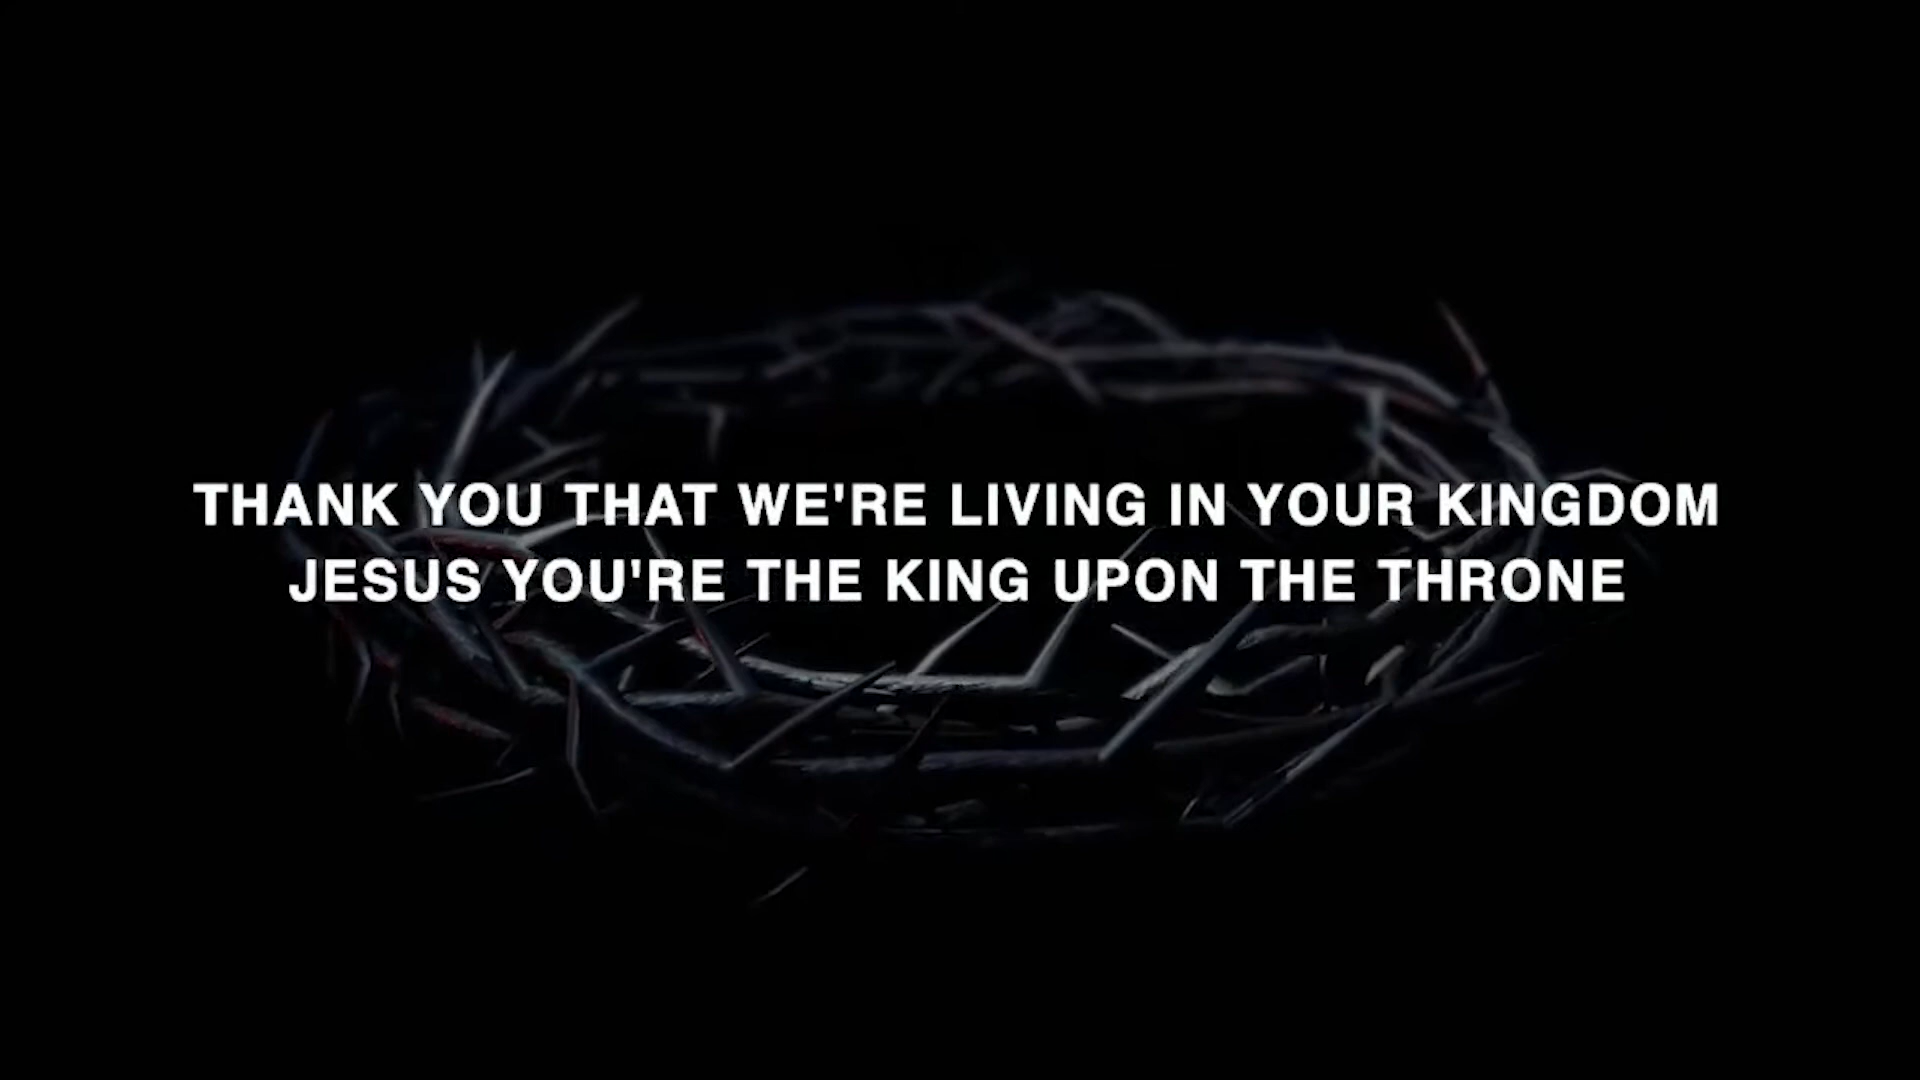 THANK YOU THAT WE'RE LIVING IN YOUR KINGDOM
JESUS YOU'RE THE KING UPON THE THRONE